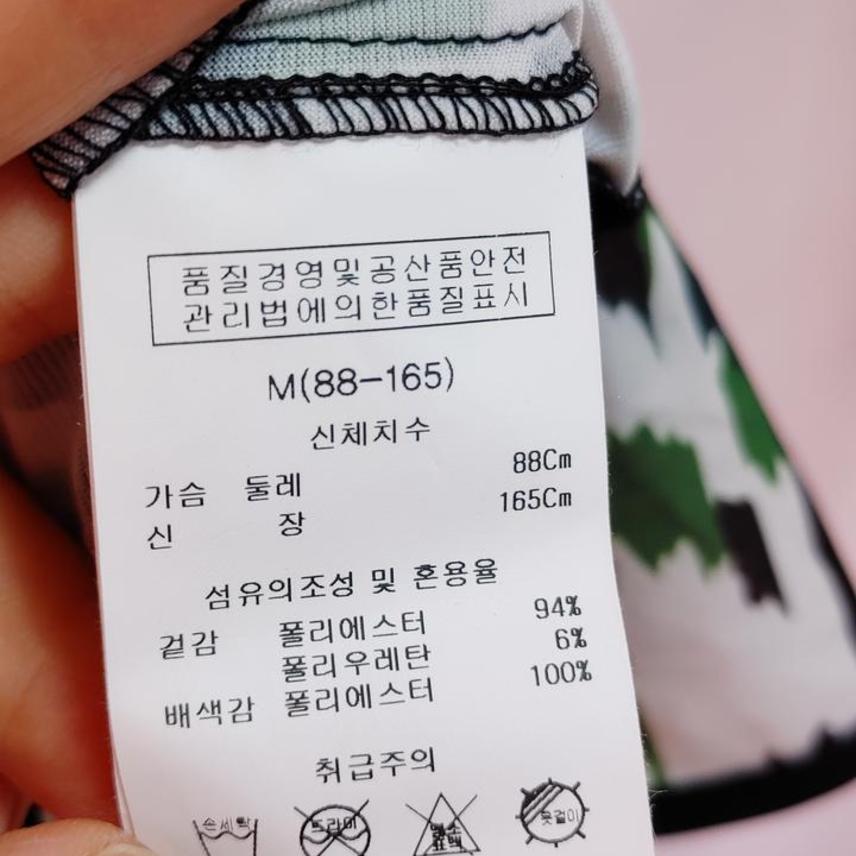 품질경영및공산품안전
관리법에의한품질표시
M(88-165)
신체치수
가슴 둘레 88Cm
신 장 165Cm
섬유의조성 및 혼용율
겉감 폴리에스터 94%
폴리우레탄 6%
배색감 폴리에스터 100%
취급주의
손세탁 드라이 염소표백 옷걸이